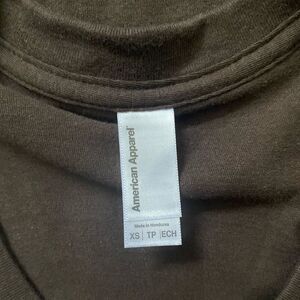 American Apparel
Made in Honduras
XS | TP | ECH